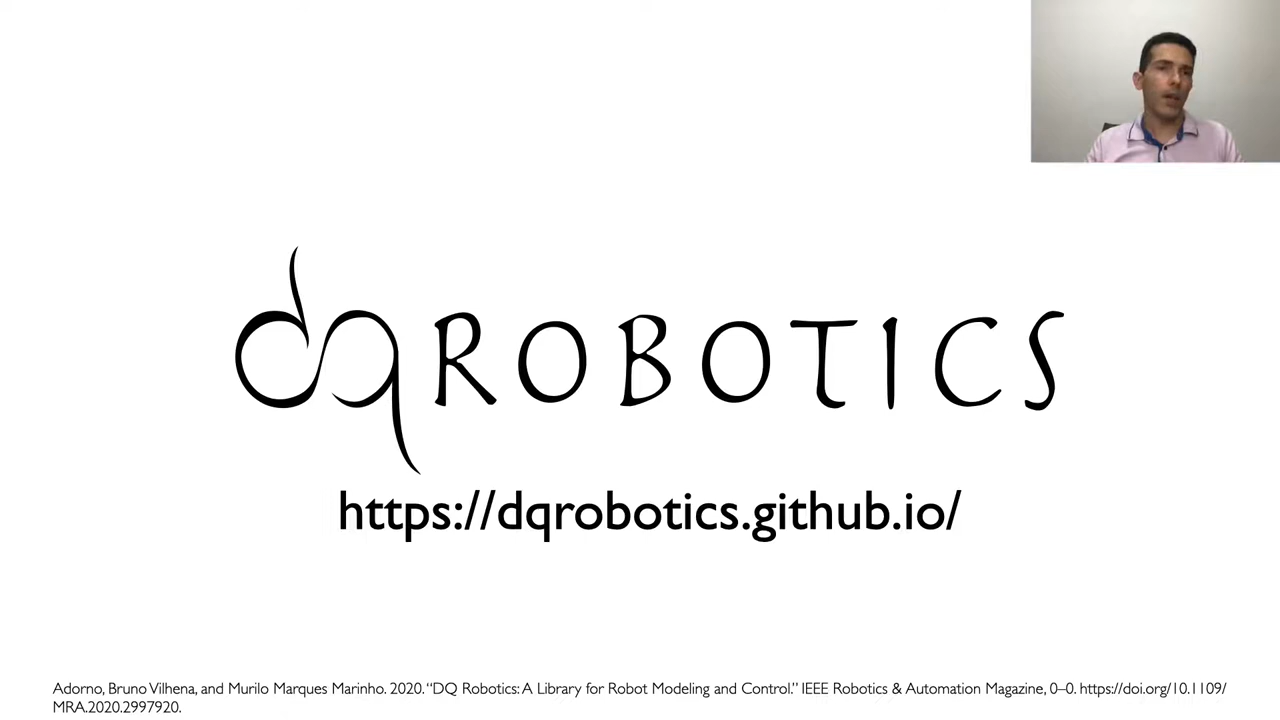 dqROBOTICS
https://dqrobotics.github.io/
Adorno, Bruno Vilhena, and Murilo Marques Marinho. 2020. “DQ Robotics: A Library for Robot Modeling and Control.” IEEE Robotics & Automation Magazine, 0–0. https://doi.org/10.1109/
MRA.2020.2997920.